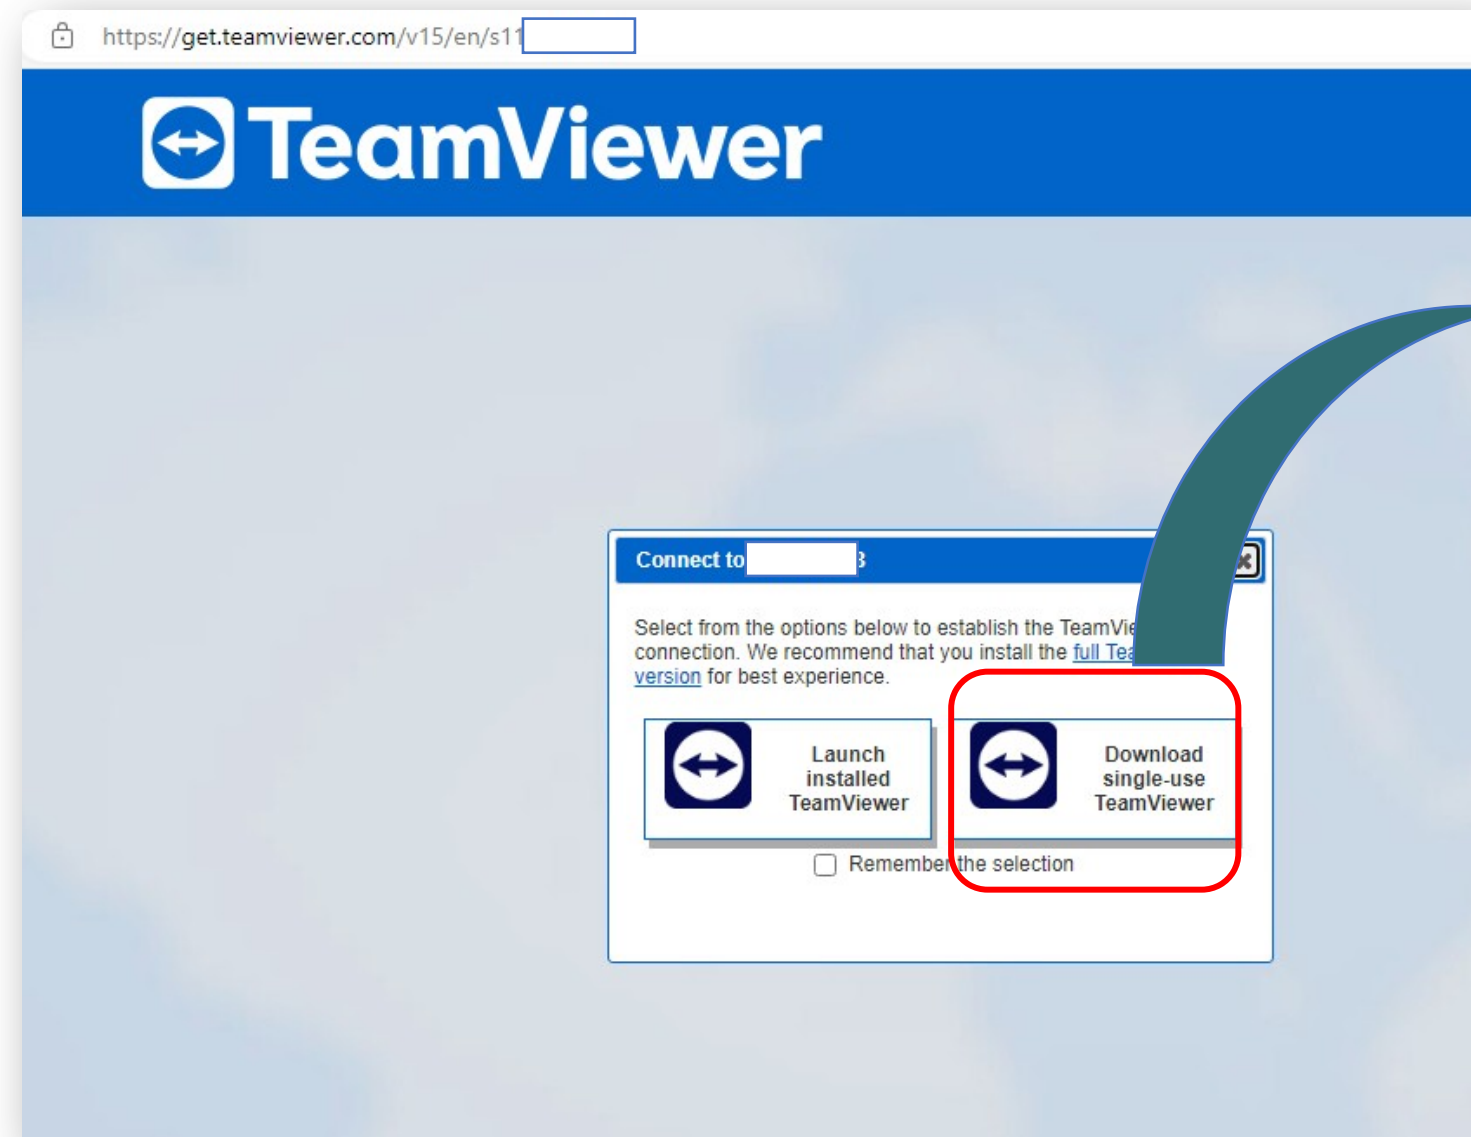 https://get.teamviewer.com/v15/en/s11
TeamViewer
Connect to 3
Select from the options below to establish the
connection. We recommend that you install the full
version for best experience.
Launch
installed
TeamViewer
Download
single-use
TeamViewer
Remember the selection